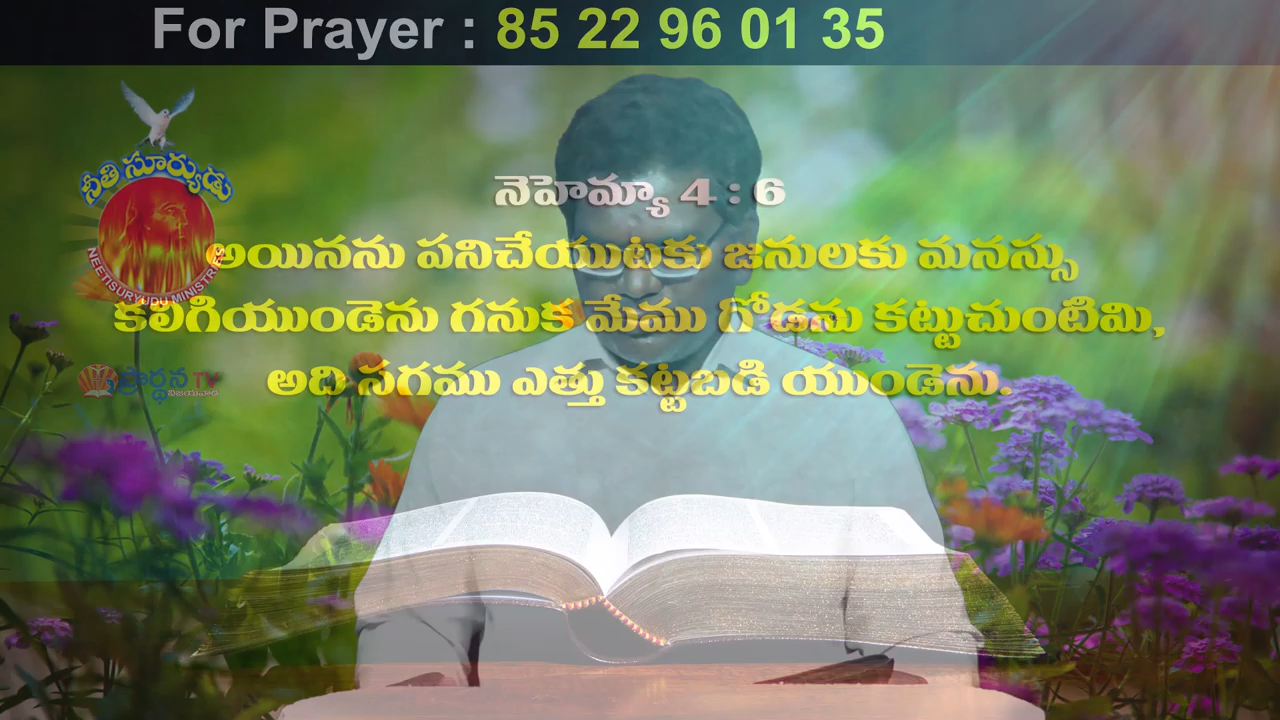 For Prayer : 85 22 96 01 35
నీతి సూర్యుడు
NEETISURYUDU MINISTRIES
నెహెమ్యా 4 : 6
అయినను పనిచేయుటకు జనులకు మనస్సు
కలిగియుండెను గనుక మేము గోడను కట్టుచుంటిమి,
అది సగము ఎత్తు కట్టబడి యుండెను.
ప్రార్థన TV
విజయవాడ